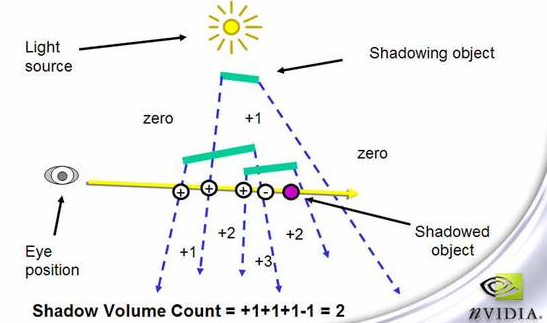 Light
source
Shadowing object
zero
+1
zero
+
+
+
-
Eye
position
+1
+2
+3
+2
Shadowed
object
Shadow Volume Count = +1+1+1-1 = 2
nVIDIA.